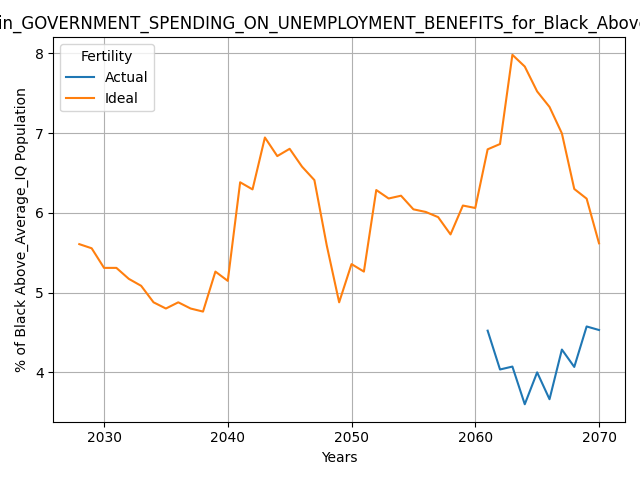 in_GOVERNMENT_SPENDING_ON_UNEMPLOYMENT_BENEFITS_for_Black_Above
Fertility
Actual
Ideal
% of Black Above_Average_IQ Population
8
7
6
5
4
2030 2040 2050 2060 2070
Years